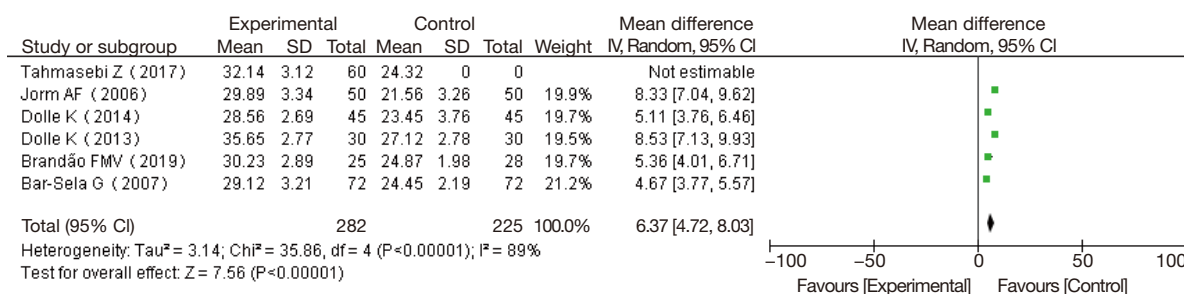 Experimental Control Mean difference Mean difference
Study or subgroup Mean SD Total Mean SD Total Weight IV, Random, 95% CI IV, Random, 95% CI
Tahmasebi Z (2017) 32.14 3.12 60 24.32 0 0 Not estimable
Jorm AF (2006) 29.89 3.34 50 21.56 3.26 50 19.9% 8.33 [7.04, 9.62]
Dolle K (2014) 28.56 2.69 45 23.45 3.76 45 19.7% 5.11 [3.76, 6.46]
Dolle K (2013) 35.65 2.77 30 27.12 2.78 30 19.5% 8.53 [7.13, 9.93]
Brandão FMV (2019) 30.23 2.89 25 24.87 1.98 28 19.7% 5.36 [4.01, 6.71]
Bar-Sela G (2007) 29.12 3.21 72 24.45 2.19 72 21.2% 4.67 [3.77, 5.57]
Total (95% CI) 282 225 100.0% 6.37 [4.72, 8.03]
Heterogeneity: Tau² = 3.14; Chi² = 35.86, df = 4 (P<0.00001); I² = 89%
Test for overall effect: Z = 7.56 (P<0.00001)
-100 -50 0 50 100
Favours [Experimental] Favours [Control]